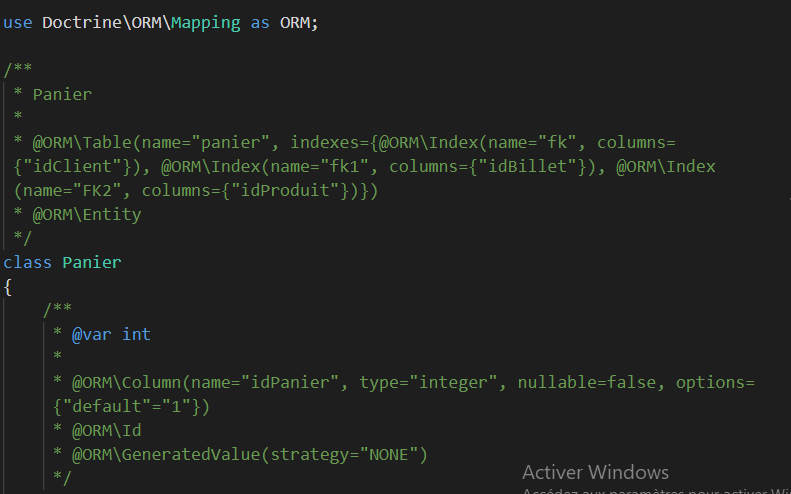 use Doctrine\ORM\Mapping as ORM;
/**
* Panier
*
* @ORM\Table(name="panier", indexes={@ORM\Index(name="fk", columns=
{"idClient"}), @ORM\Index(name="fk1", columns={"idBillet"}), @ORM\Index
(name="FK2", columns={"idProduit"})})
* @ORM\Entity
*/
class Panier
{
/**
* @var int
*
* @ORM\Column(name="idPanier", type="integer", nullable=false, options=
{"default"="1"})
* @ORM\Id
* @ORM\GeneratedValue(strategy="NONE")
*/
Activer Windows
Accédez aux paramètres pour activer Wi